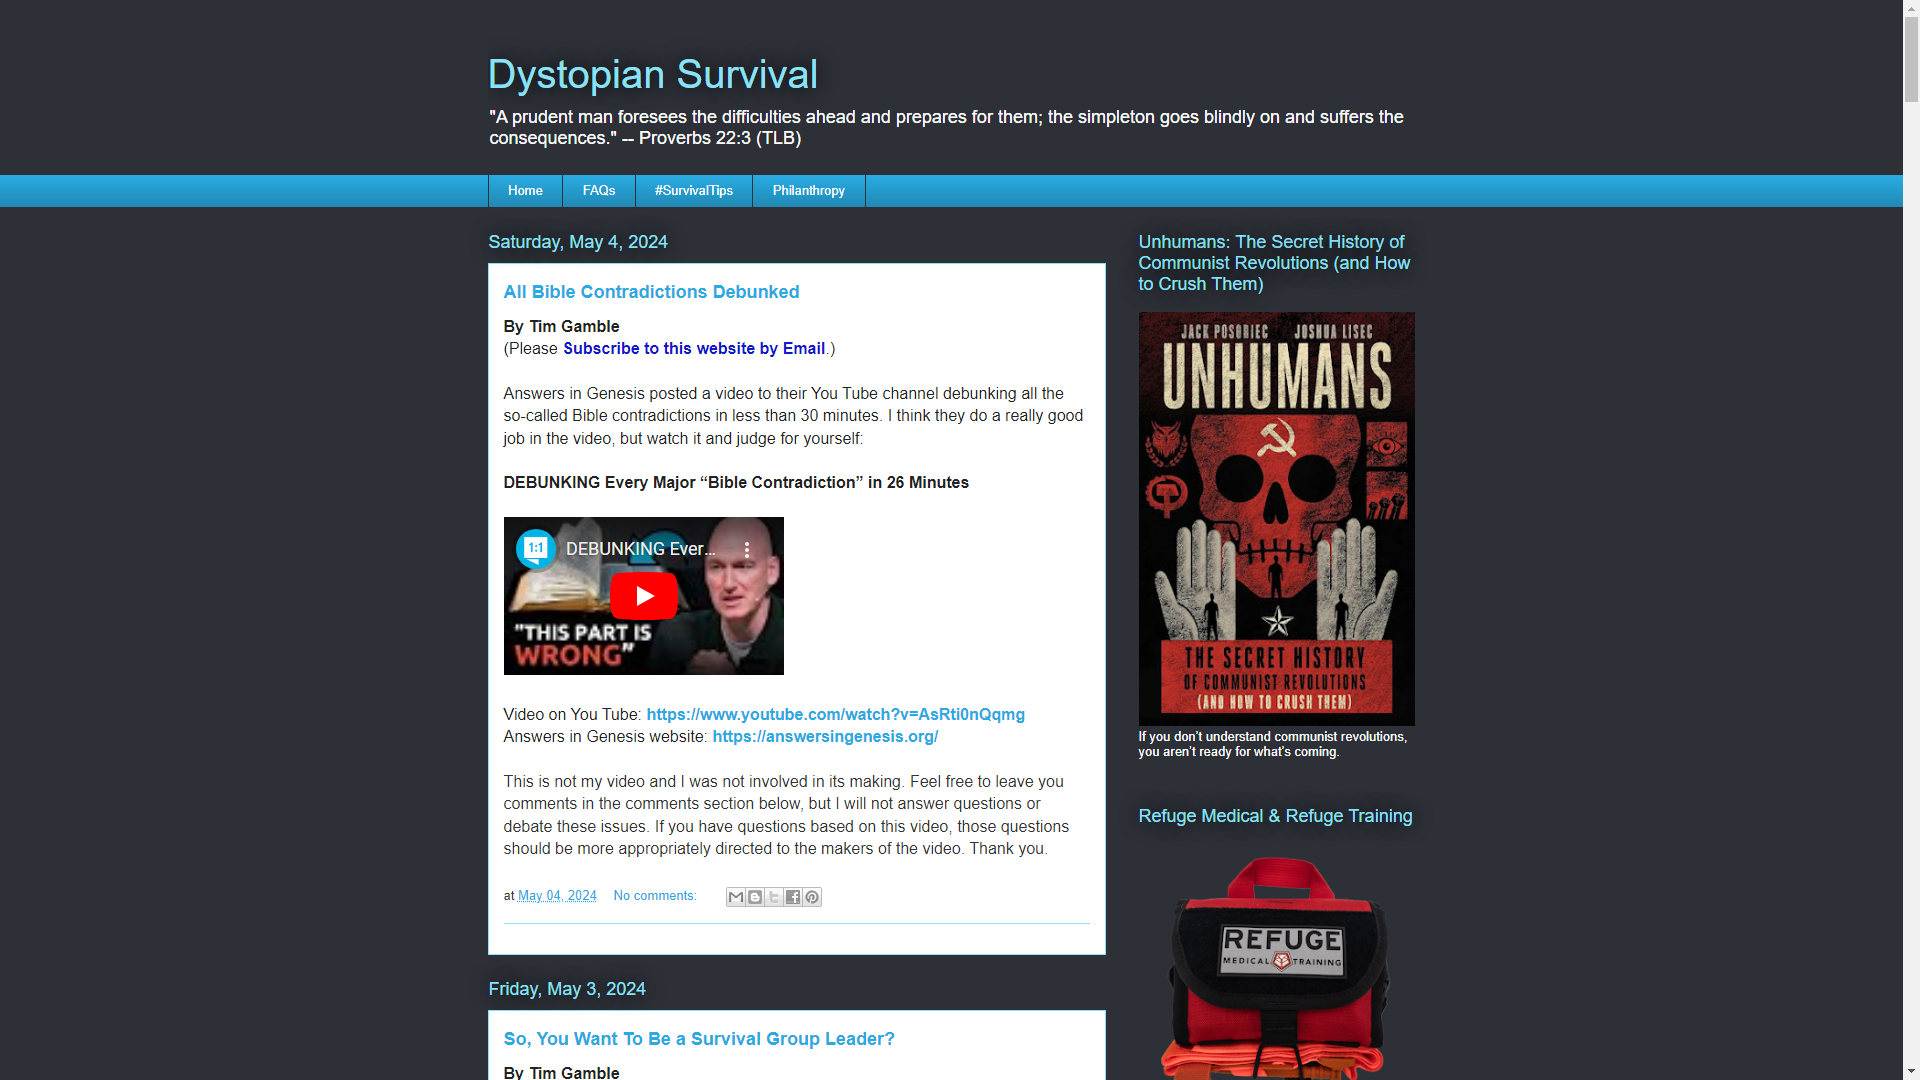 Dystopian Survival
"A prudent man foresees the difficulties ahead and prepares for them; the simpleton goes blindly on and suffers the
consequences." -- Proverbs 22:3 (TLB)
Home
FAQs
#SurvivalTips
Philanthropy
Saturday, May 4, 2024
All Bible Contradictions Debunked
By Tim Gamble
(Please Subscribe to this website by Email.)
Answers in Genesis posted a video to their You Tube channel debunking all the
so-called Bible contradictions in less than 30 minutes. I think they do a really good
job in the video, but watch it and judge for yourself:
DEBUNKING Every Major “Bible Contradiction” in 26 Minutes
1:1
DEBUNKING Ever...
"THIS PART IS
WRONG"
Video on You Tube: https://www.youtube.com/watch?v=AsRti0nQqmg
Answers in Genesis website: https://answersingenesis.org/
This is not my video and I was not involved in its making. Feel free to leave you
comments in the comments section below, but I will not answer questions or
debate these issues. If you have questions based on this video, those questions
should be more appropriately directed to the makers of the video. Thank you.
at May 04, 2024
No comments:
Friday, May 3, 2024
So, You Want To Be a Survival Group Leader?
By Tim Gamble
Unhumans: The Secret History of
Communist Revolutions (and How
to Crush Them)
JACK POSOBIEC JOSHUA LISEC
UNHUMANS
THE SECRET HISTORY
OF COMMUNIST REVOLUTIONS
(AND HOW TO CRUSH THEM)
If you don’t understand communist revolutions,
you aren’t ready for what’s coming.
Refuge Medical & Refuge Training
REFUGE
MEDICAL TRAINING